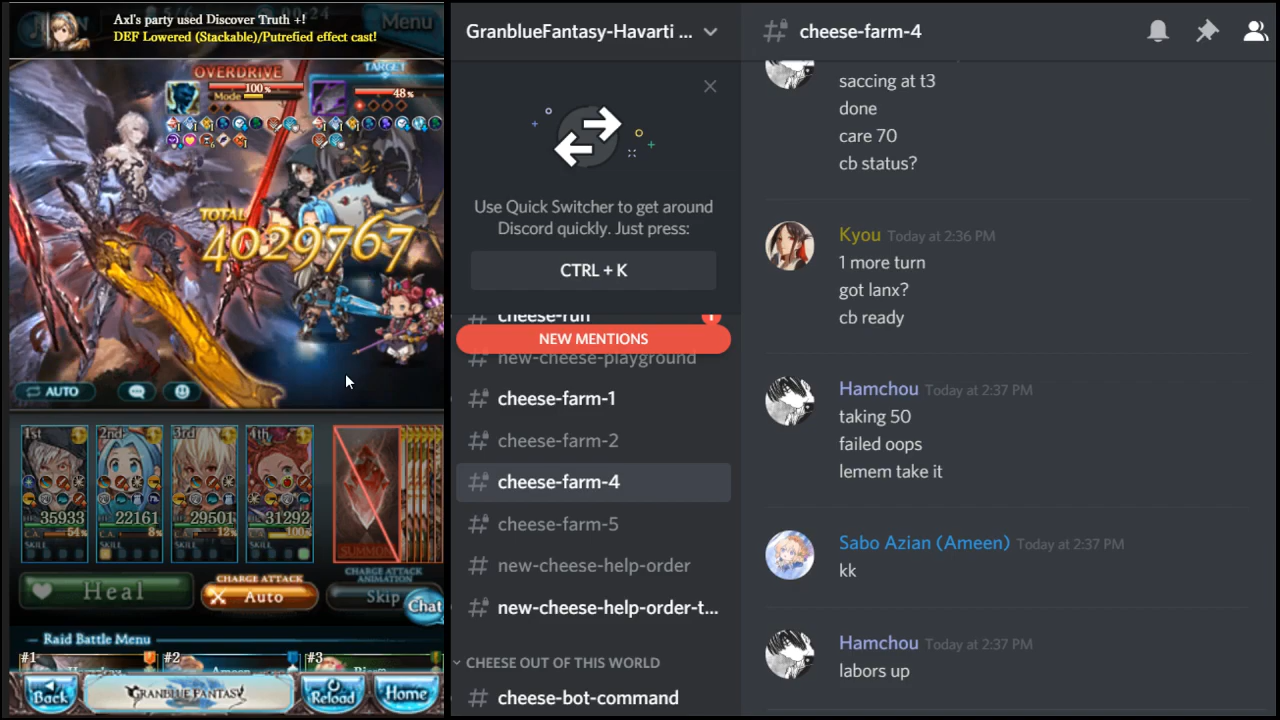 Axl's party used Discover Truth +!
DEF Lowered (Stackable)/Putrefied effect cast!
Menu
OVERDRIVE
100%
Mode
TARGET
48%
TOTAL
4029767
AUTO
1st
2nd
3rd
4th
35933
22161
29501
31292
C.A. 54%
C.A. 8%
C.A. 12%
C.A. 100%
SKILL
SKILL
SKILL
SKILL
SUMMON
Heal
CHARGE ATTACK
Auto
CHARGE ATTACK
ANIMATION
Skip
Chat
Raid Battle Menu
#1
#2
#3
Back
GRANBLUE FANTASY
Reload
Home
GranblueFantasy-Havarti ...
Use Quick Switcher to get around
Discord quickly. Just press:
CTRL + K
cheese-run
1
NEW MENTIONS
new-cheese-playground
cheese-farm-1
cheese-farm-2
cheese-farm-4
cheese-farm-5
new-cheese-help-order
new-cheese-help-order-t...
CHEESE OUT OF THIS WORLD
cheese-bot-command
cheese-farm-4
saccing at t3
done
care 70
cb status?
Kyou Today at 2:36 PM
1 more turn
got lanx?
cb ready
Hamchou Today at 2:37 PM
taking 50
failed oops
lemem take it
Sabo Azian (Ameen) Today at 2:37 PM
kk
Hamchou Today at 2:37 PM
labors up